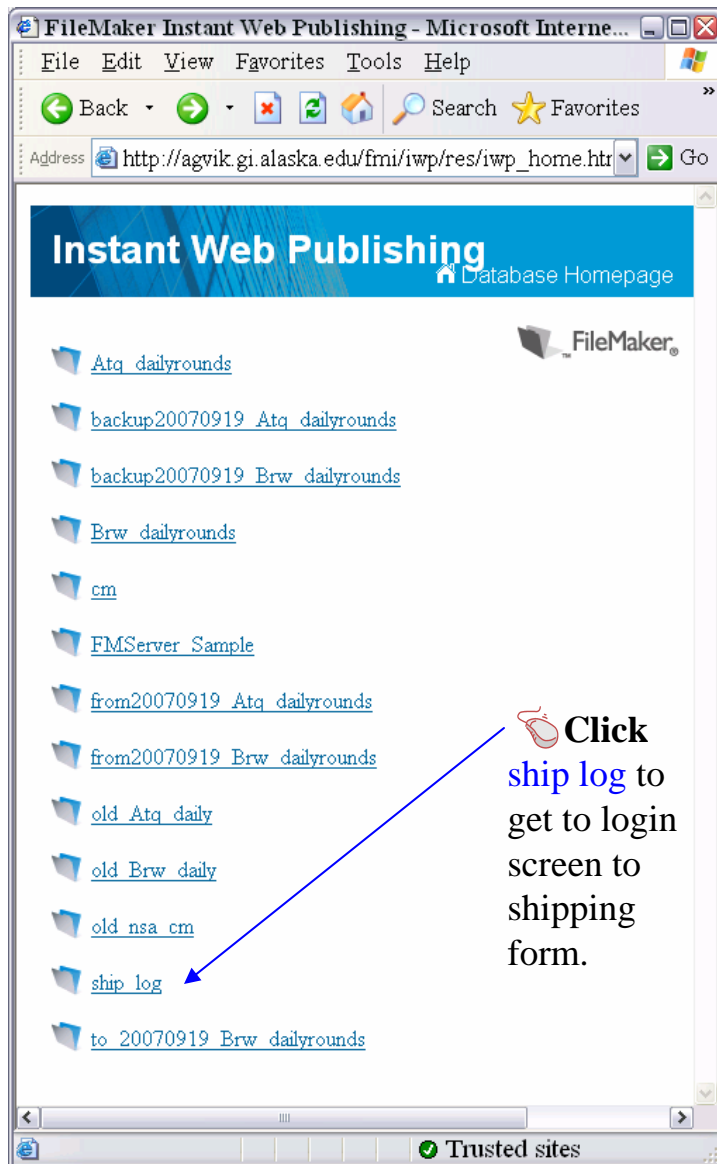 FileMaker Instant Web Publishing - Microsoft Interne...
File Edit View Favorites Tools Help
Back Search Favorites »
Address http://agvik.gi.alaska.edu/fmi/iwp/res/iwp_home.htr Go
Instant Web Publishing
Database Homepage
™ FileMaker®
Atq_dailyrounds
backup20070919_Atq_dailyrounds
backup20070919_Brw_dailyrounds
Brw_dailyrounds
cm
FMServer_Sample
from20070919_Atq_dailyrounds
from20070919_Brw_dailyrounds
old_Atq_daily
old_Brw_daily
old_nsa_cm
ship_log
to_20070919_Brw_dailyrounds
Click
ship log to
get to login
screen to
shipping
form.
Trusted sites